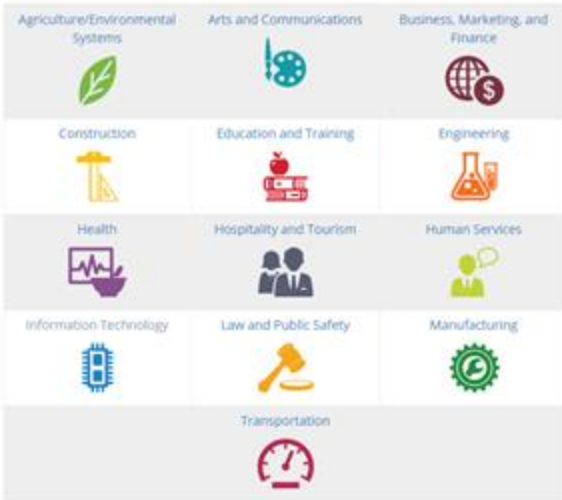 Agriculture/Environmental
Systems
Arts and Communications
Business, Marketing, and
Finance
Construction
Education and Training
Engineering
Health
Hospitality and Tourism
Human Services
Information Technology
Law and Public Safety
Manufacturing
Transportation